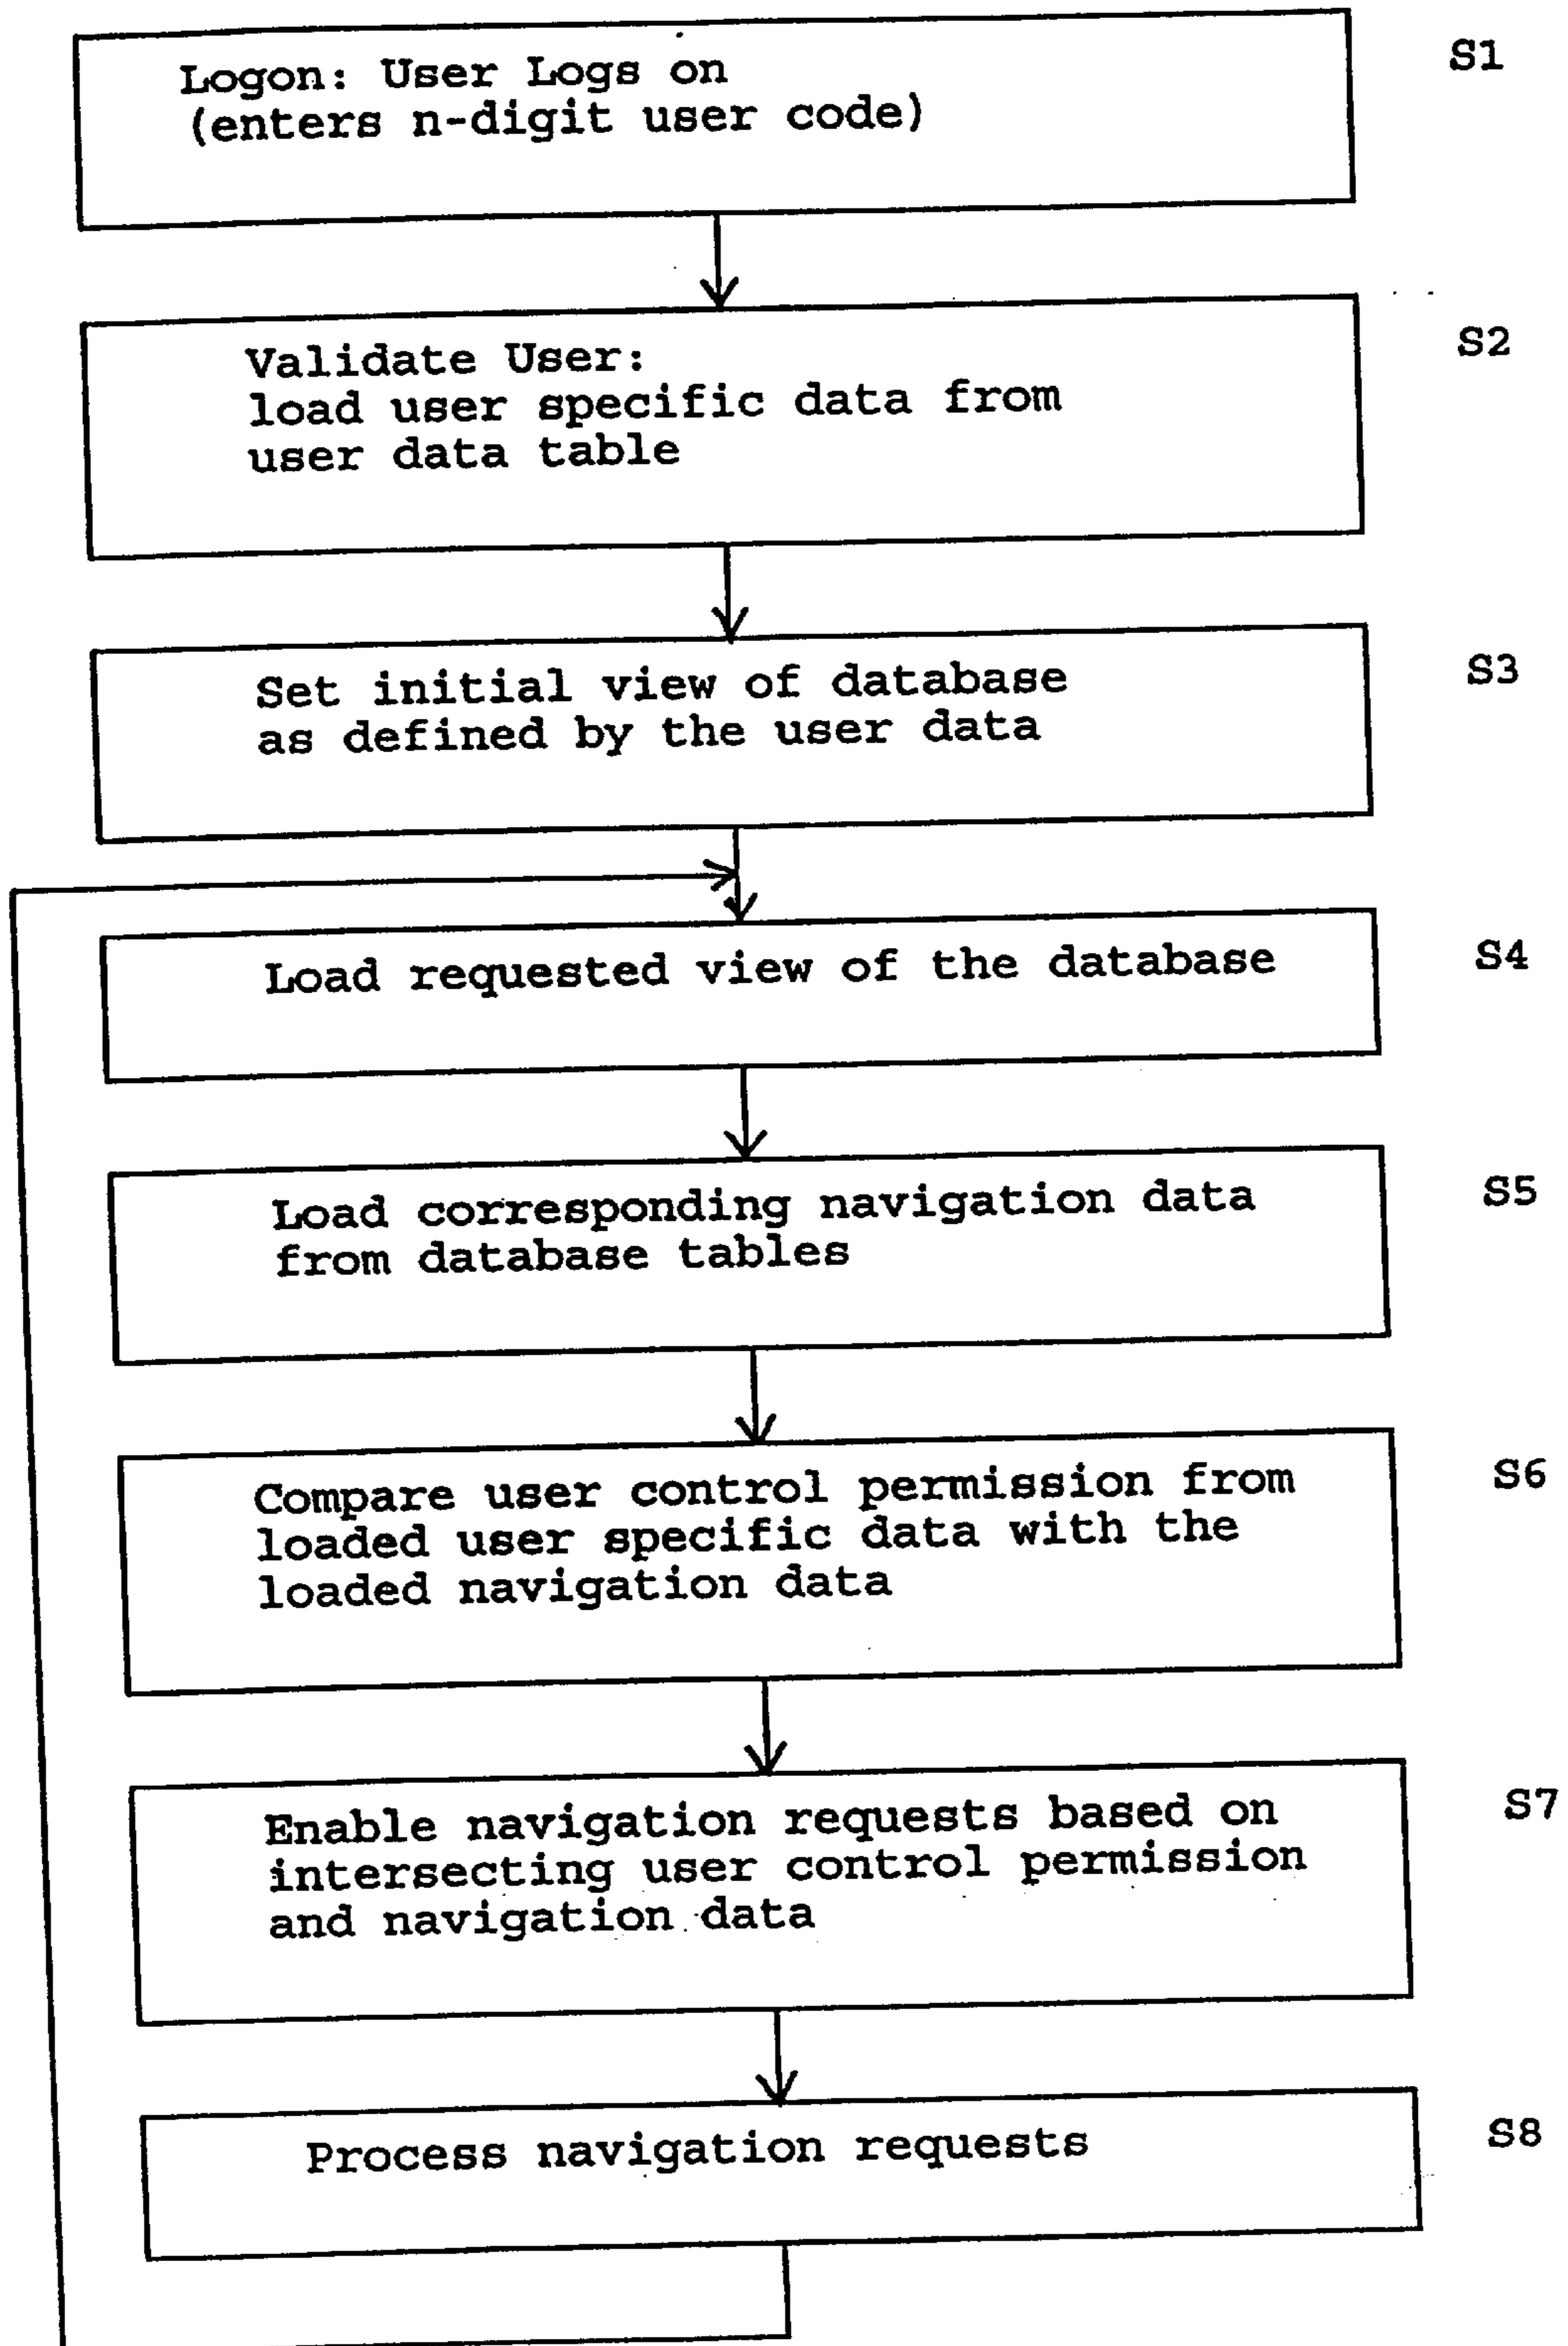 Logon: User Logs on
(enters n-digit user code)
S1
Validate User:
load user specific data from
user data table
S2
Set initial view of database
as defined by the user data
S3
Load requested view of the database
S4
Load corresponding navigation data
from database tables
S5
Compare user control permission from
loaded user specific data with the
loaded navigation data
S6
Enable navigation requests based on
intersecting user control permission
and navigation data
S7
Process navigation requests
S8